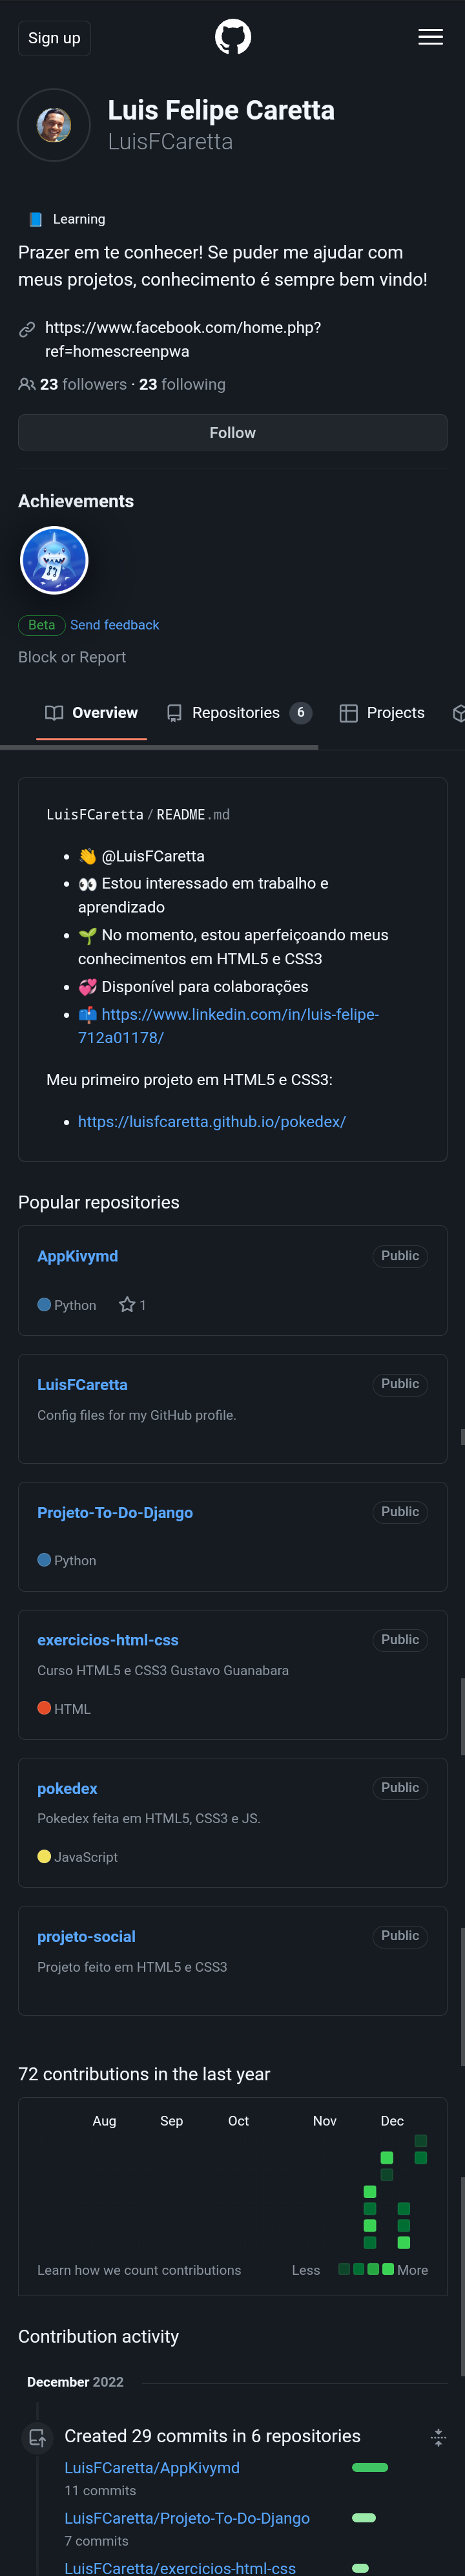 Sign up
Luis Felipe Caretta
LuisFCaretta
Learning
Prazer em te conhecer! Se puder me ajudar com
meus projetos, conhecimento é sempre bem vindo!
https://www.facebook.com/home.php?
ref=homescreenpwa
23 followers · 23 following
Follow
Achievements
Beta Send feedback
Block or Report
Overview Repositories 6 Projects
LuisFCaretta / README.md
@LuisFCaretta
Estou interessado em trabalho e
aprendizado
No momento, estou aperfeiçoando meus
conhecimentos em HTML5 e CSS3
Disponível para colaborações
https://www.linkedin.com/in/luis-felipe-
712a01178/
Meu primeiro projeto em HTML5 e CSS3:
https://luisfcaretta.github.io/pokedex/
Popular repositories
AppKivymd Public
Python 1
LuisFCaretta Public
Config files for my GitHub profile.
Projeto-To-Do-Django Public
Python
exercicios-html-css Public
Curso HTML5 e CSS3 Gustavo Guanabara
HTML
pokedex Public
Pokedex feita em HTML5, CSS3 e JS.
JavaScript
projeto-social Public
Projeto feito em HTML5 e CSS3
72 contributions in the last year
Aug Sep Oct Nov Dec
Learn how we count contributions Less More
Contribution activity
December 2022
Created 29 commits in 6 repositories
LuisFCaretta/AppKivymd
11 commits
LuisFCaretta/Projeto-To-Do-Django
7 commits
LuisFCaretta/exercicios-html-css